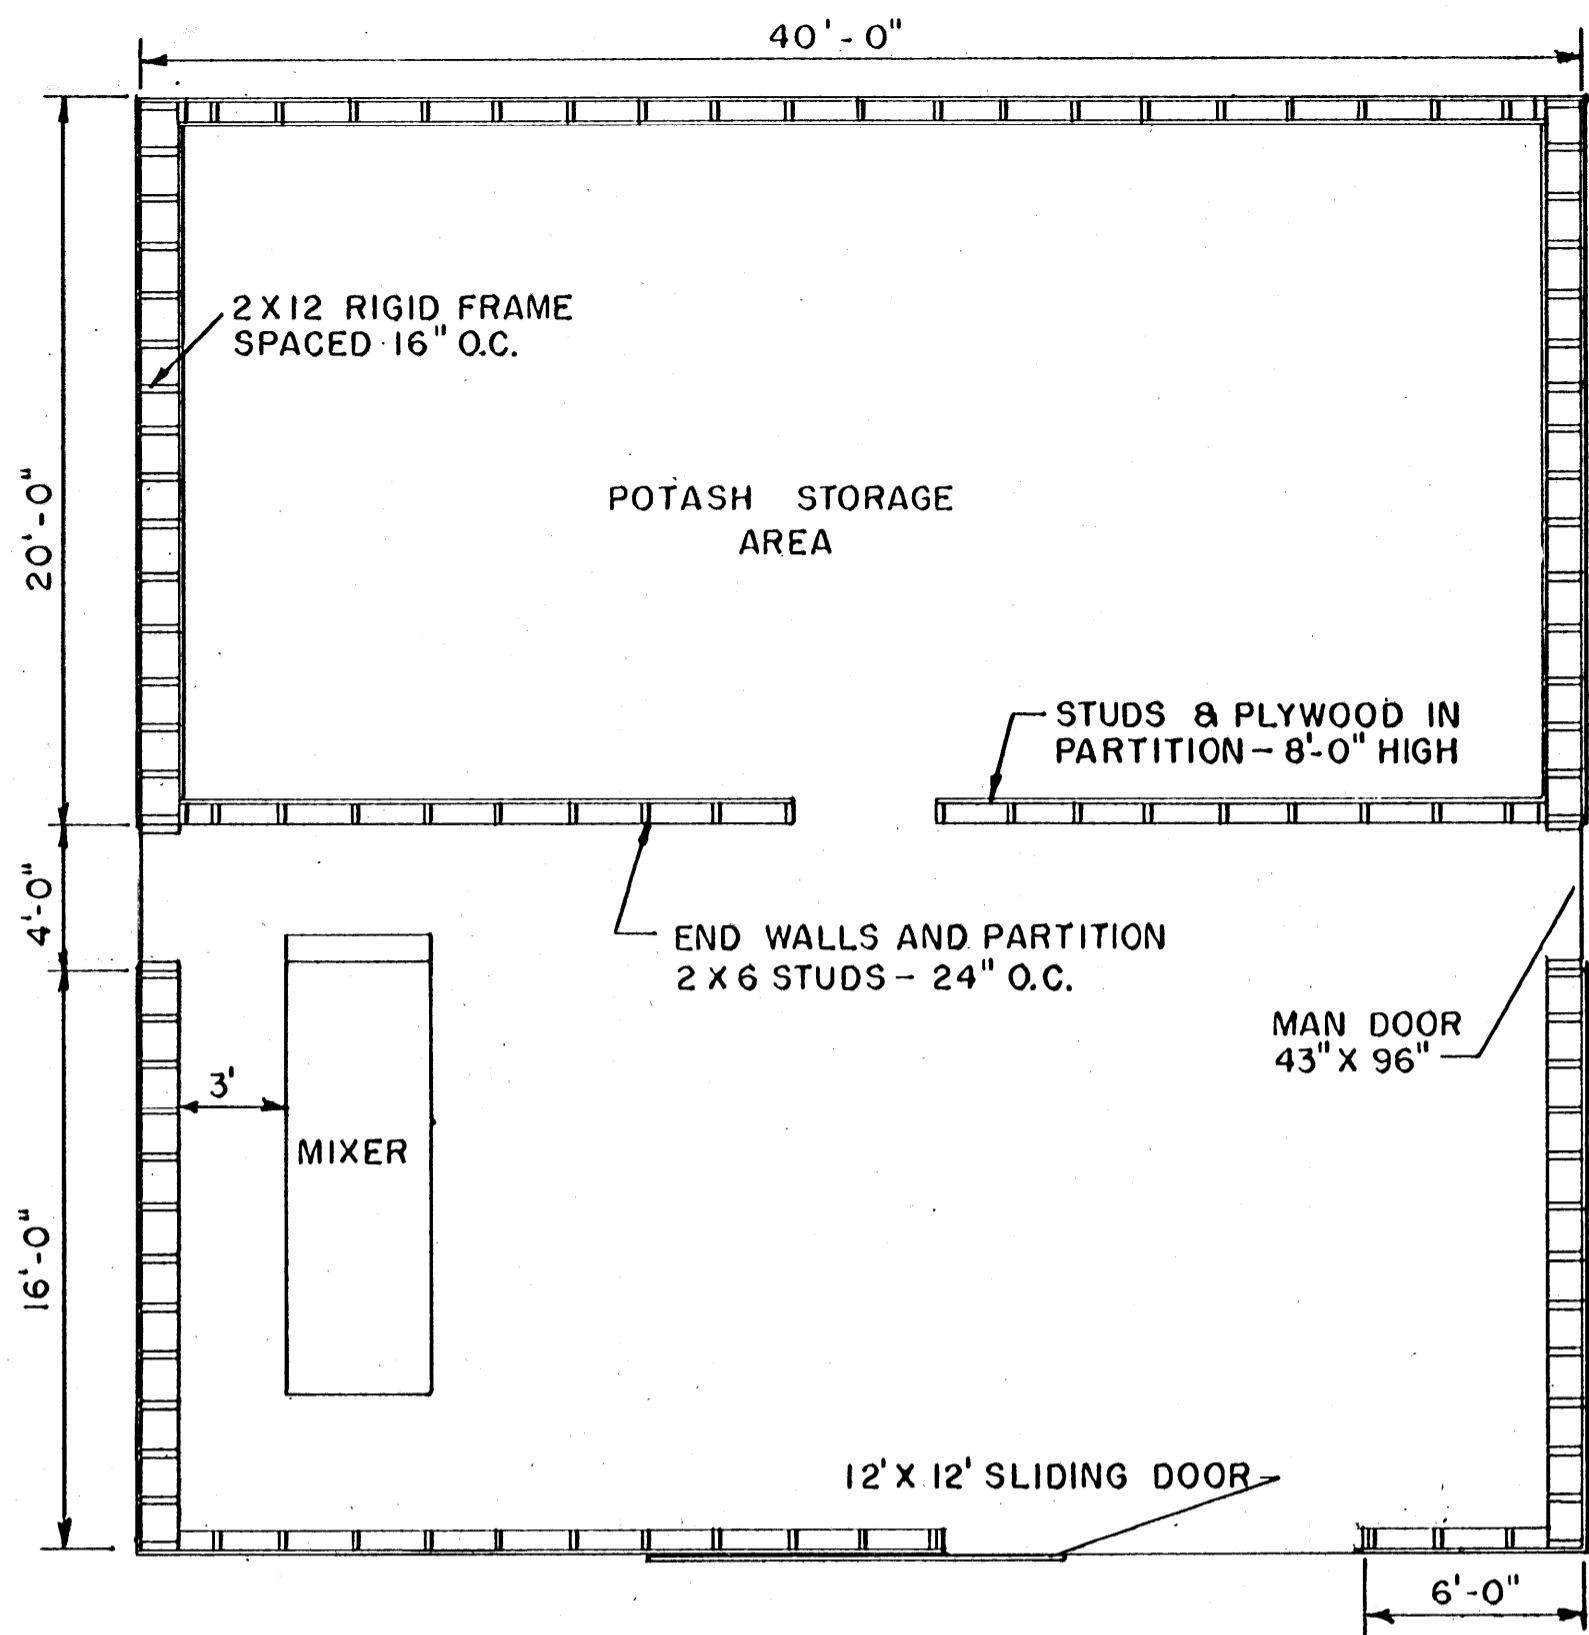 40'-0"
2X12 RIGID FRAME
SPACED 16" O.C.
20'-0"
POTASH STORAGE
AREA
STUDS & PLYWOOD IN
PARTITION – 8'-0" HIGH
4'-0"
END WALLS AND PARTITION
2 X 6 STUDS – 24" O.C.
MAN DOOR
43" X 96"
3'
MIXER
16'-0"
12' X 12' SLIDING DOOR
6'-0"